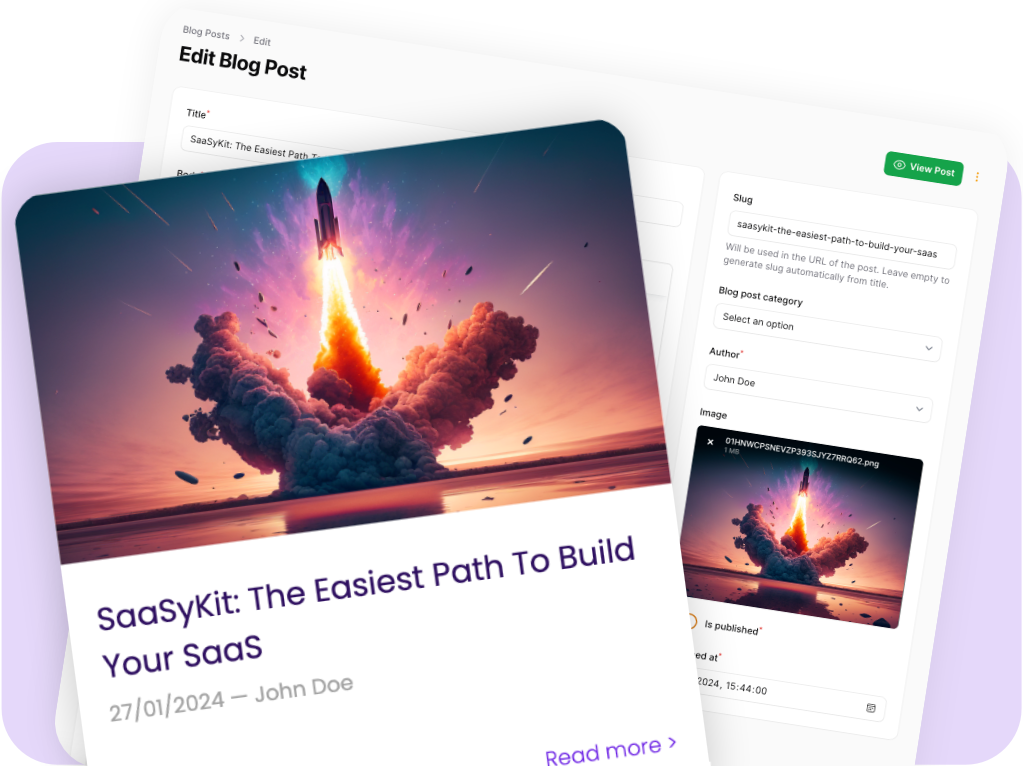 Blog Posts > Edit
Edit Blog Post
Title*
SaaSyKit: The Easiest Path
View Post
Slug
saasykit-the-easiest-path-to-build-your-saas
Will be used in the URL of the post. Leave empty to
generate slug automatically from title.
Blog post category
Select an option
Author*
John Doe
Image
01HNWCPSNEVZP393SJYZ7RRQ62.png
1 MB
Is published*
at*
2024, 15:44:00
SaaSyKit: The Easiest Path To Build
Your SaaS
27/01/2024 — John Doe
Read more >